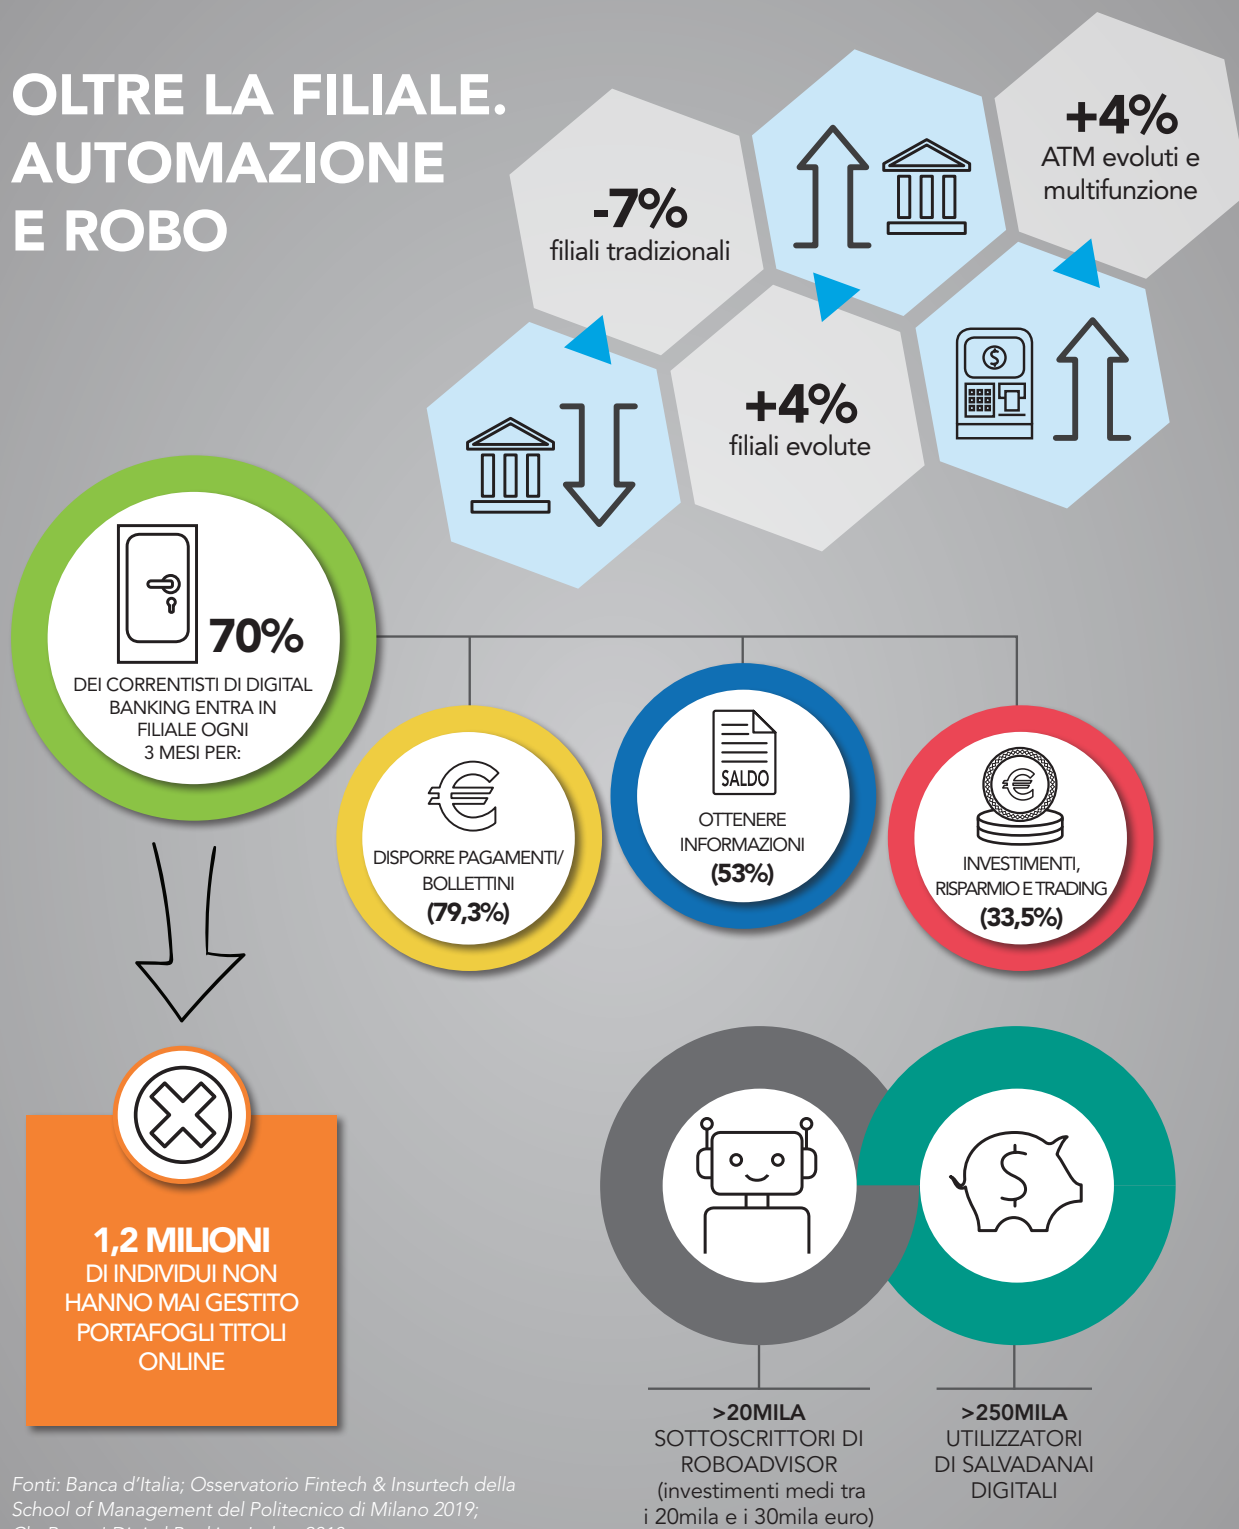 OLTRE LA FILIALE.
AUTOMAZIONE
E ROBO
-7%
filiali tradizionali
+4%
filiali evolute
+4%
ATM evoluti e
multifunzione
70%
DEI CORRENTISTI DI DIGITAL
BANKING ENTRA IN
FILIALE OGNI
3 MESI PER:
DISPORRE PAGAMENTI/
BOLLETTINI
(79,3%)
SALDO
OTTENERE
INFORMAZIONI
(53%)
INVESTIMENTI,
RISPARMIO E TRADING
(33,5%)
1,2 MILIONI
DI INDIVIDUI NON
HANNO MAI GESTITO
PORTAFOGLI TITOLI
ONLINE
>20MILA
SOTTOSCRITTORI DI
ROBOADVISOR
(investimenti medi tra
i 20mila e i 30mila euro)
>250MILA
UTILIZZATORI
DI SALVADANAI
DIGITALI
Fonti: Banca d'Italia; Osservatorio Fintech & Insurtech della
School of Management del Politecnico di Milano 2019;